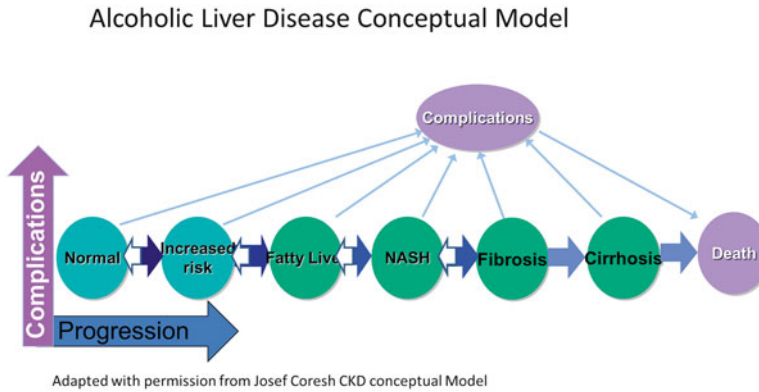 Alcoholic Liver Disease Conceptual Model
Complications
Complications
Normal
Increased
risk
Fatty Live
NASH
Fibrosis
Cirrhosis
Death
Progression
Adapted with permission from Josef Coresh CKD conceptual Model